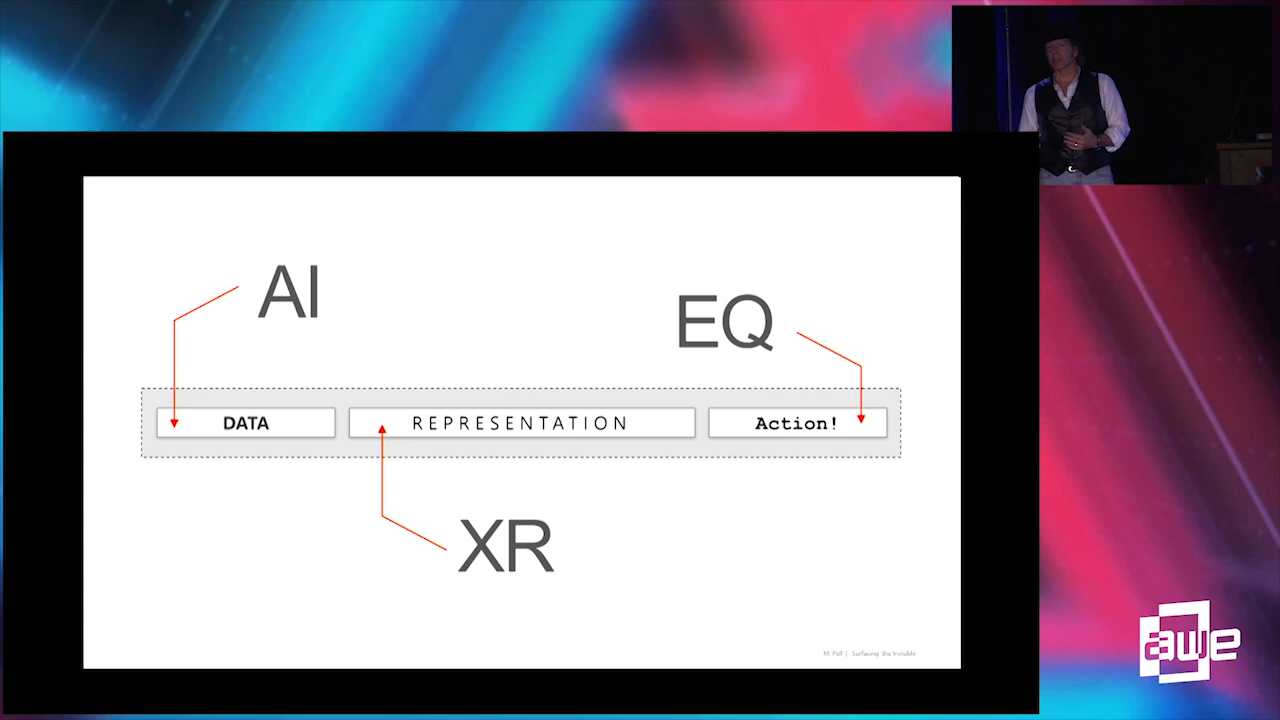 AI
EQ
DATA
REPRESENTATION
Action!
XR
M. Pell | Surfacing the Invisible
awe